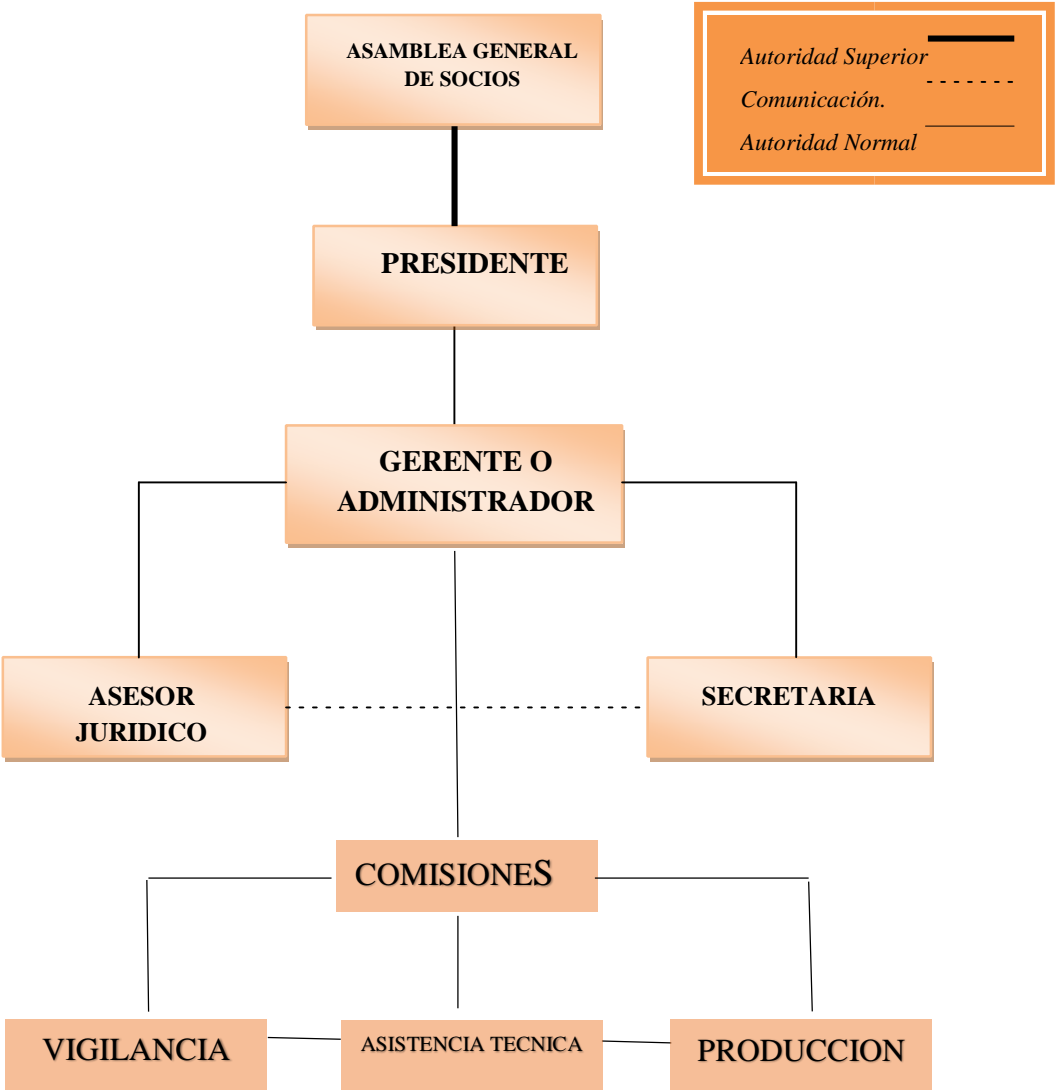 ASAMBLEA GENERAL
DE SOCIOS
Autoridad Superior
Comunicación.
Autoridad Normal
PRESIDENTE
GERENTE O
ADMINISTRADOR
ASESOR
JURIDICO
SECRETARIA
COMISIONES
VIGILANCIA
ASISTENCIA TECNICA
PRODUCCION